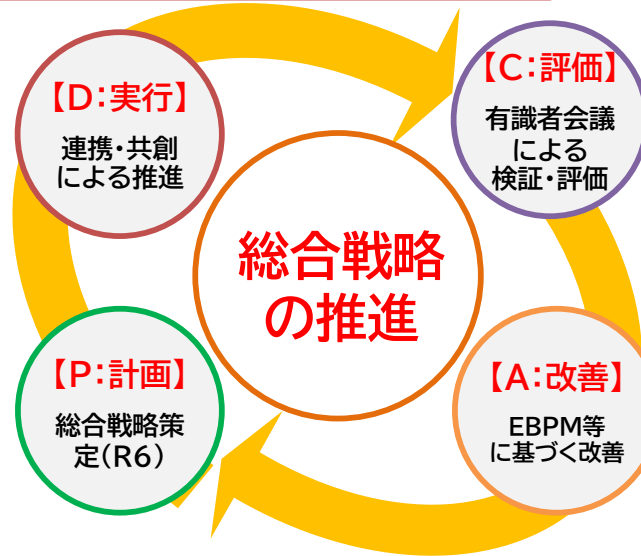 【D:実行】
連携・共創
による推進
【C:評価】
有識者会議
による
検証・評価
総合戦略
の推進
【P:計画】
総合戦略策
定(R6)
【A:改善】
EBPM等
に基づく改善